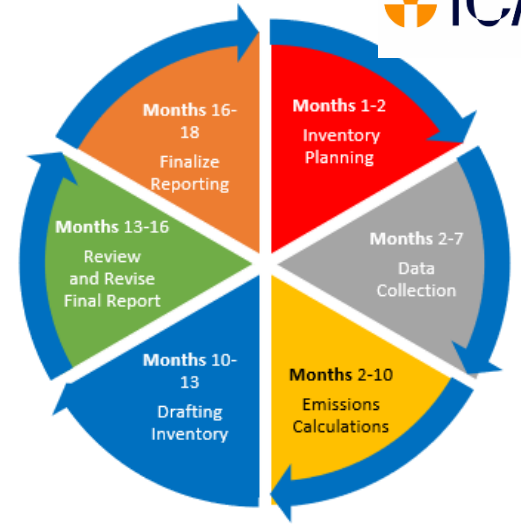 Months 1-2
Inventory
Planning
Months 2-7
Data
Collection
Months 2-10
Emissions
Calculations
Months 10-
13
Drafting
Inventory
Months 13-16
Review
and Revise
Final Report
Months 16-
18
Finalize
Reporting